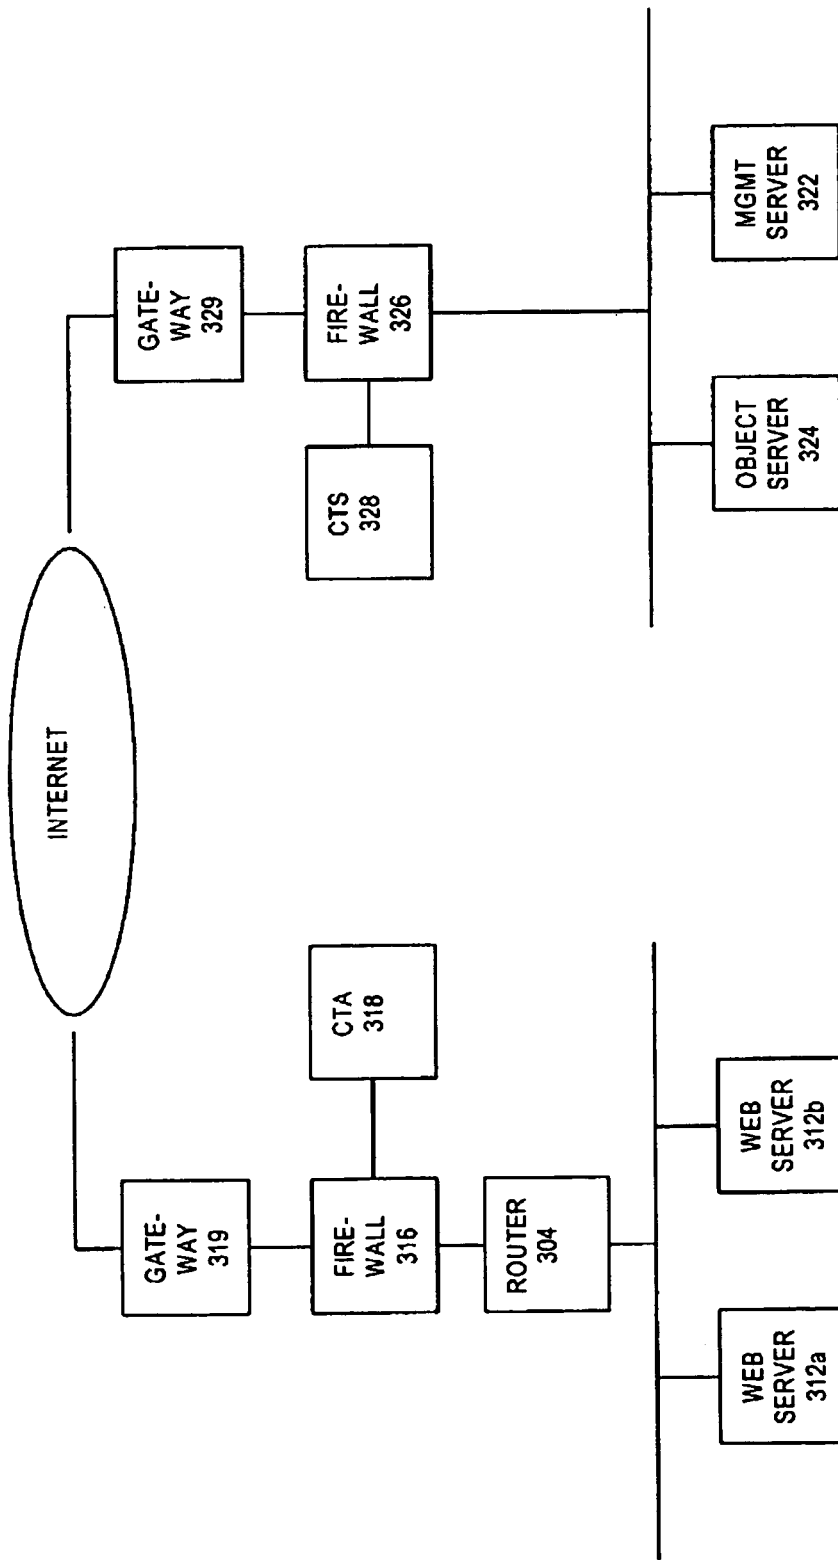 INTERNET
GATE-
WAY
319
FIRE-
WALL
316
CTA
318
ROUTER
304
WEB
SERVER
312a
WEB
SERVER
312b
GATE-
WAY
329
CTS
328
FIRE-
WALL
326
OBJECT
SERVER
324
MGMT
SERVER
322